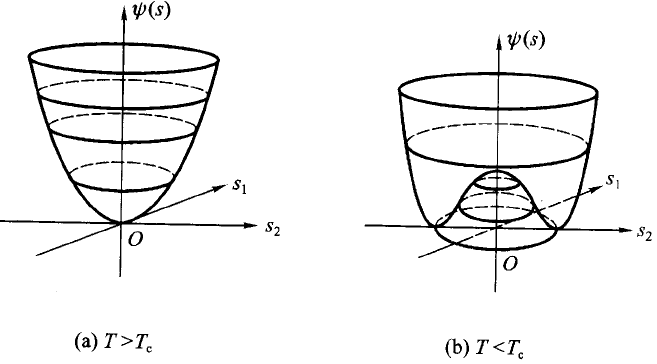 ψ(s)
ψ(s)
s₁
s₁
s₂
s₂
O
O
(a) T>T_c
(b) T<T_c